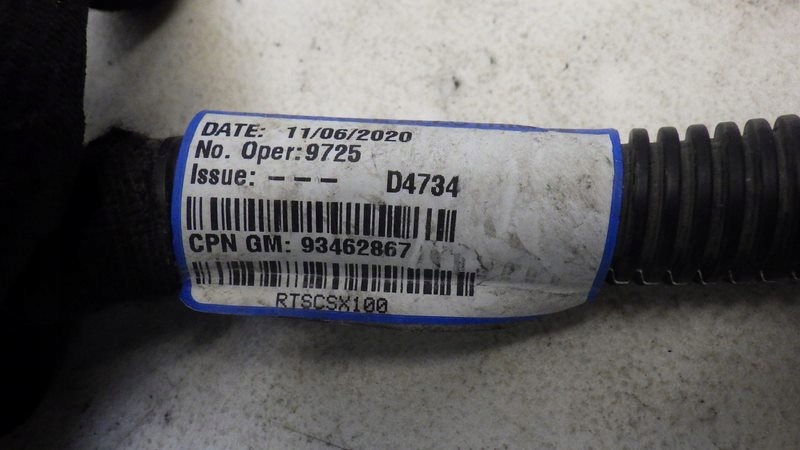 DATE: 11/06/2020
No. Oper: 9725
Issue: - - - D4734
CPN GM: 93462867
RTSCSX100